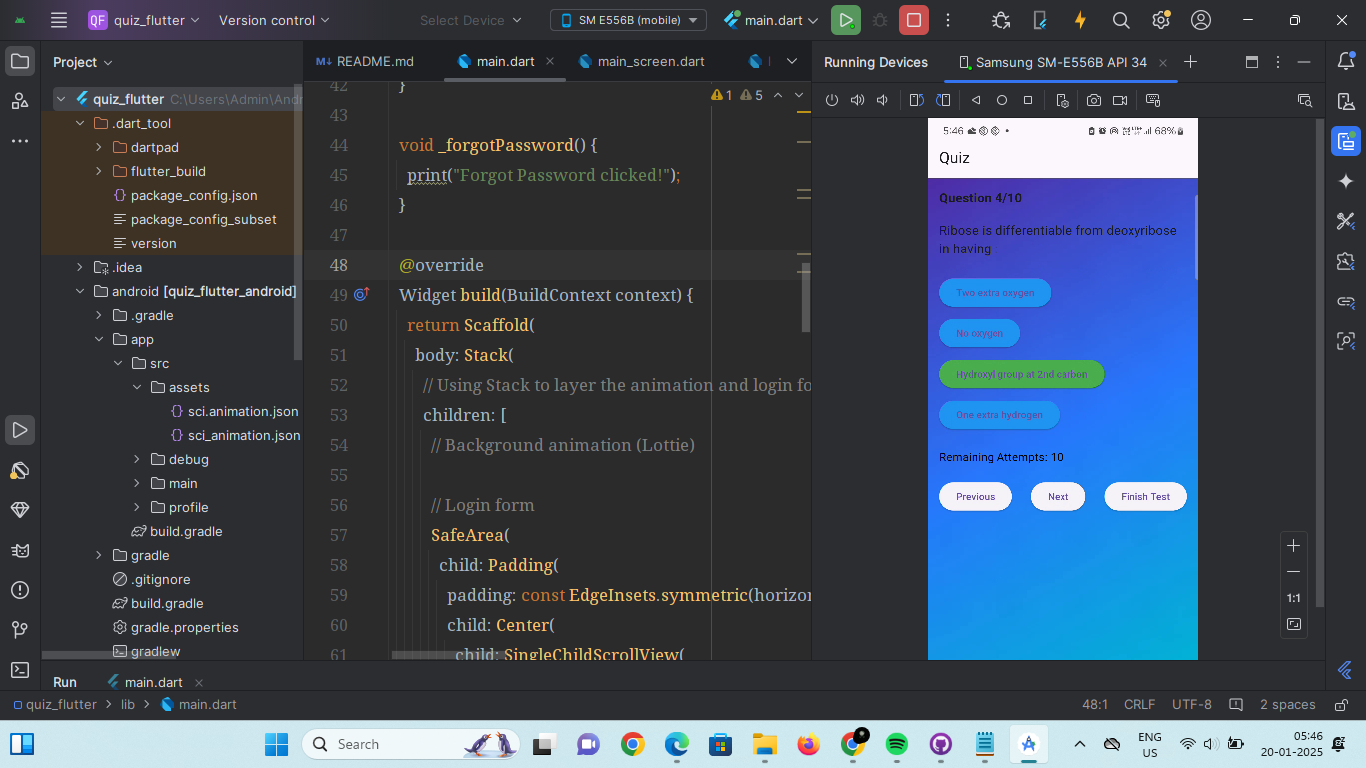 QF quiz_flutter Version control Select Device SM E556B (mobile) main.dart
Project
quiz_flutter C:\Users\Admin\Andr
.dart_tool
dartpad
flutter_build
package_config.json
package_config_subset
version
.idea
android [quiz_flutter_android]
.gradle
app
src
assets
sci.animation.json
sci_animation.json
debug
main
profile
build.gradle
gradle
.gitignore
build.gradle
gradle.properties
gradlew
README.md main.dart main_screen.dart
1 5
42 }
43
44 void _forgotPassword() {
45 print("Forgot Password clicked!");
46 }
47
48 @override
49 Widget build(BuildContext context) {
50 return Scaffold(
51 body: Stack(
52 // Using Stack to layer the animation and login fo
53 children: [
54 // Background animation (Lottie)
55
56 // Login form
57 SafeArea(
58 child: Padding(
59 padding: const EdgeInsets.symmetric(horizon
60 child: Center(
61 child: SingleChildScrollView(
Running Devices Samsung SM-E556B API 34
5:46 68%
Quiz
Question 4/10
Ribose is differentiable from deoxyribose
in having
Two extra oxygen
No oxygen
Hydroxyl group at 2nd carbon
One extra hydrogen
Remaining Attempts: 10
Previous Next Finish Test
1:1
Run main.dart
quiz_flutter lib main.dart 48:1 CRLF UTF-8 2 spaces
Search
ENG
US
05:46
20-01-2025